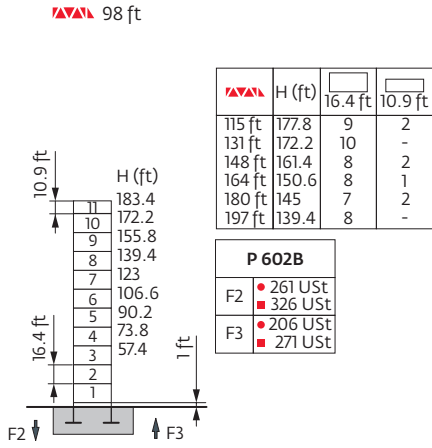 98 ft
H (ft) 16.4 ft 10.9 ft
115 ft 177.8 9 2
131 ft 172.2 10 -
148 ft 161.4 8 2
164 ft 150.6 8 1
180 ft 145 7 2
197 ft 139.4 8 -
10.9 ft
H (ft)
11 183.4
10 172.2
9 155.8
8 139.4
7 123
6 106.6
5 90.2
4 73.8
3 57.4
2
1
16.4 ft
1 ft
F2 F3
P 602B
F2 261 USt
326 USt
F3 206 USt
271 USt